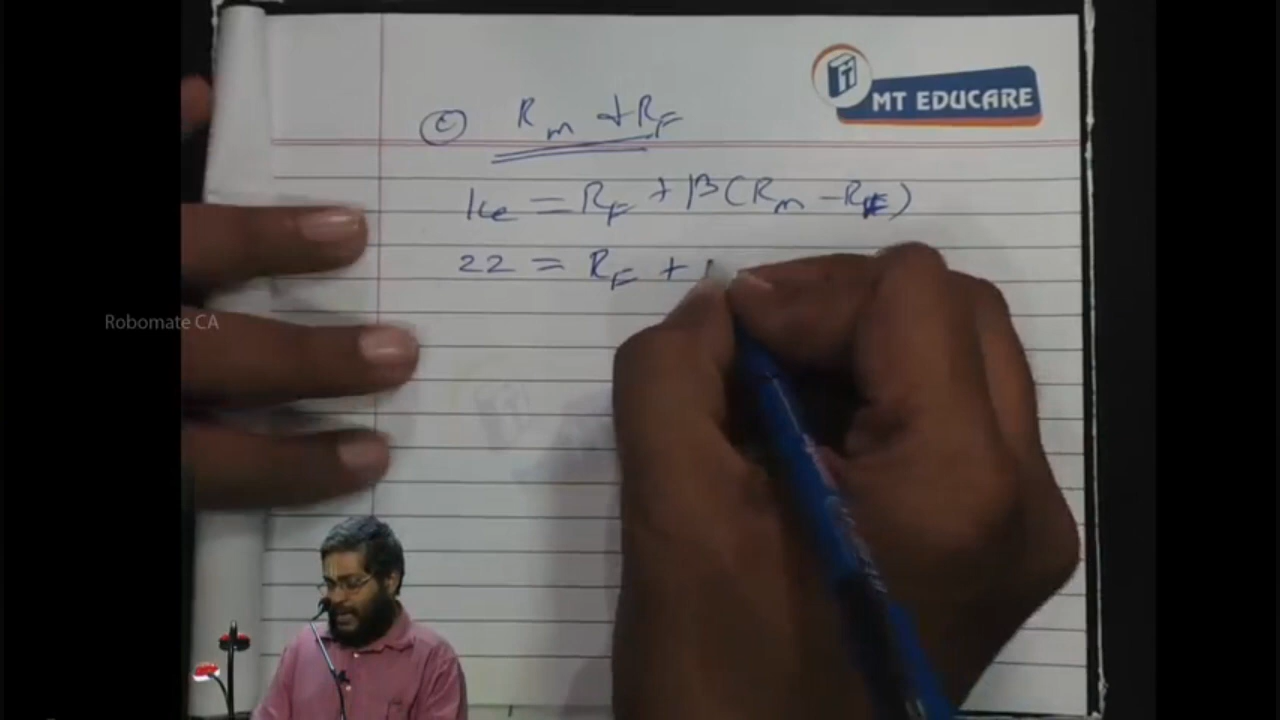 MT EDUCARE
(c) Rm & RF
Ke = RF + β(Rm - RF)
22 = RF +
Robomate CA